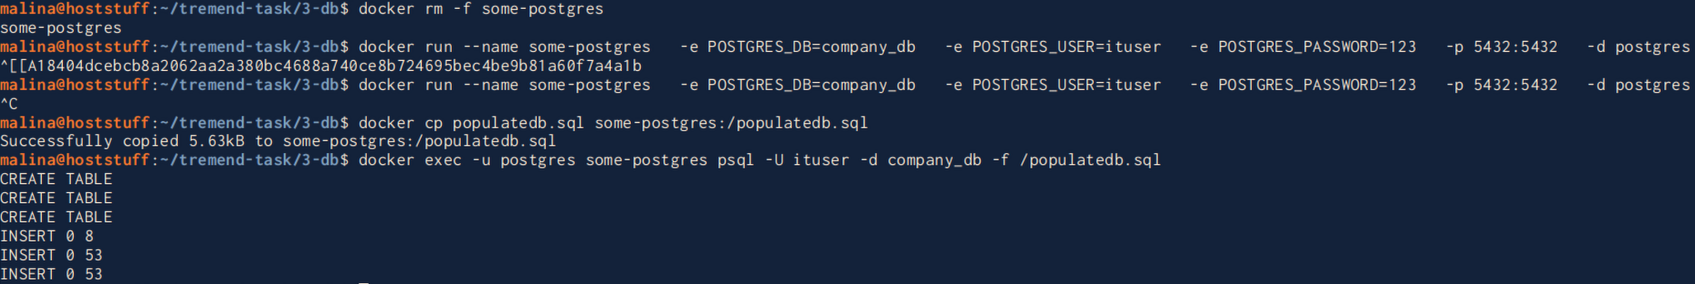 malina@hoststuff:~/tremend-task/3-db$ docker rm -f some-postgres
some-postgres
malina@hoststuff:~/tremend-task/3-db$ docker run --name some-postgres   -e POSTGRES_DB=company_db   -e POSTGRES_USER=ituser   -e POSTGRES_PASSWORD=123   -p 5432:5432   -d postgres
^[[A18404dcebcb8a2062aa2a380bc4688a740ce8b724695bec4be9b81a60f7a4a1b
malina@hoststuff:~/tremend-task/3-db$ docker run --name some-postgres   -e POSTGRES_DB=company_db   -e POSTGRES_USER=ituser   -e POSTGRES_PASSWORD=123   -p 5432:5432   -d postgres
^C
malina@hoststuff:~/tremend-task/3-db$ docker cp populatedb.sql some-postgres:/populatedb.sql
Successfully copied 5.63kB to some-postgres:/populatedb.sql
malina@hoststuff:~/tremend-task/3-db$ docker exec -u postgres some-postgres psql -U ituser -d company_db -f /populatedb.sql
CREATE TABLE
CREATE TABLE
CREATE TABLE
INSERT 0 8
INSERT 0 53
INSERT 0 53